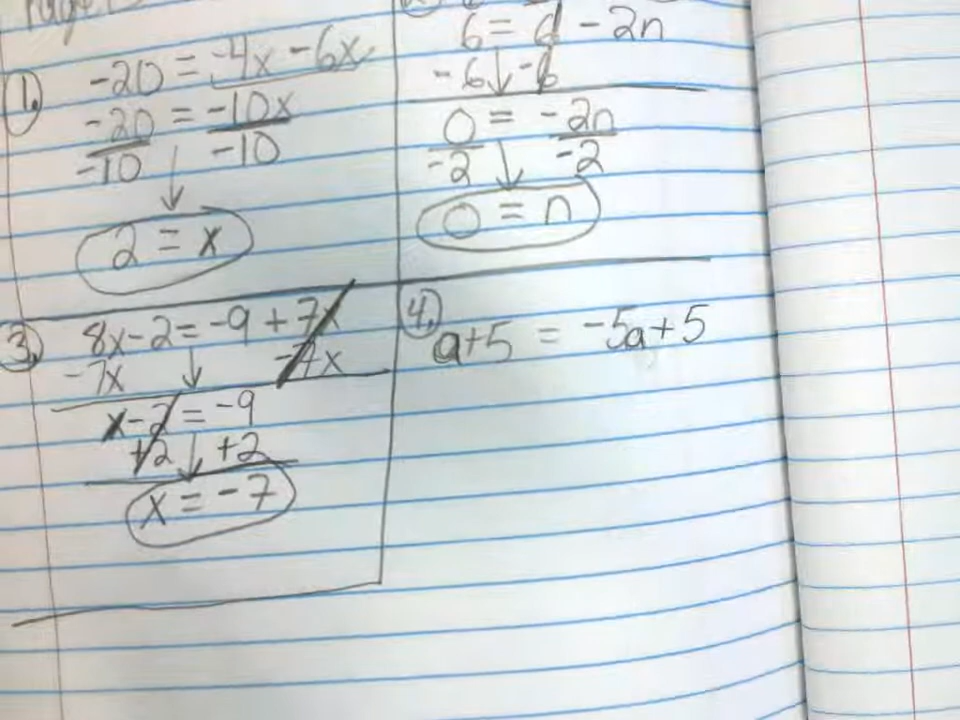 Page
1. -20 = -4x - 6x
-20 = -10x
-10 -10
2 = x
6 = 6 - 2n
-6 -6
0 = -2n
-2 -2
0 = n
3. 8x - 2 = -9 + 7x
-7x -7x
x - 2 = -9
+2 +2
x = -7
4. a + 5 = -5a + 5